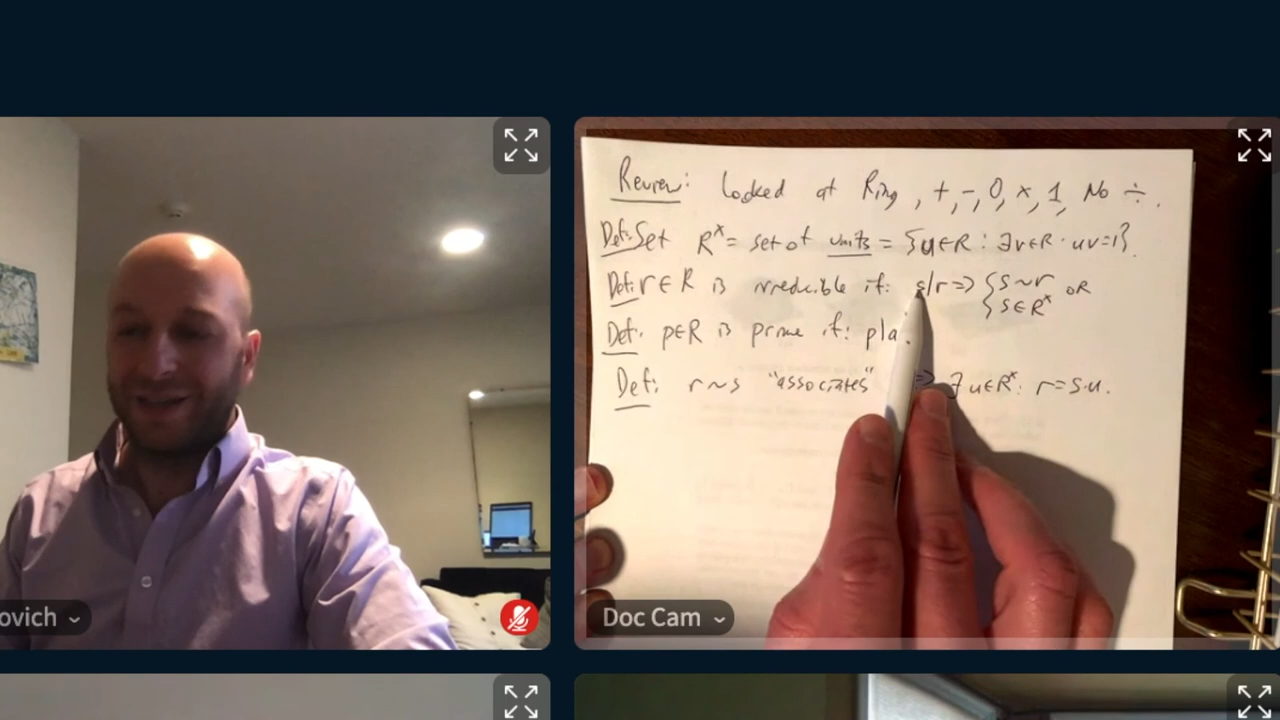 Review: Looked at Ring, +, -, 0, ×, 1, No ÷.
Def: Set R^× = set of units = {u∈R : ∃v∈R · uv=1}.
Def: r∈R is irreducible if: s|r => { s~r OR
s∈R^×
Def: p∈R is prime if: p|a.
Def: r~s "associates" => ∃u∈R^×: r=s·u.
ovich
Doc Cam